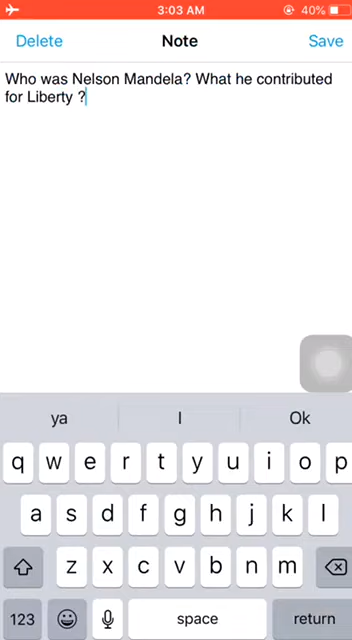 3:03 AM 40%
Delete Note Save
Who was Nelson Mandela? What he contributed
for Liberty ?
ya I Ok
q w e r t y u i o p
a s d f g h j k l
z x c v b n m
123 space return